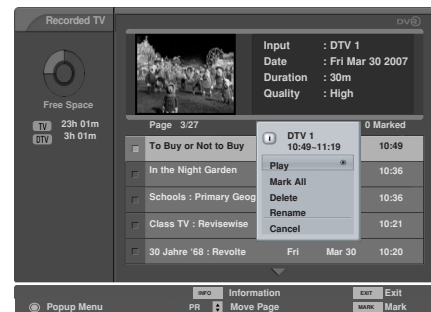 Recorded TV
DVR
Input : DTV 1
Date : Fri Mar 30 2007
Duration : 30m
Quality : High
Free Space
TV 23h 01m
DTV 3h 01m
Page 3/27
0 Marked
To Buy or Not to Buy 10:49
In the Night Garden 10:36
Schools : Primary Geog 10:36
Class TV : Revisewise 10:21
30 Jahre ‘68 : Revolte Fri Mar 30 10:20
i DTV 1
10:49~11:19
Play
Mark All
Delete
Rename
Cancel
INFO Information EXIT Exit
Popup Menu PR Move Page MARK Mark